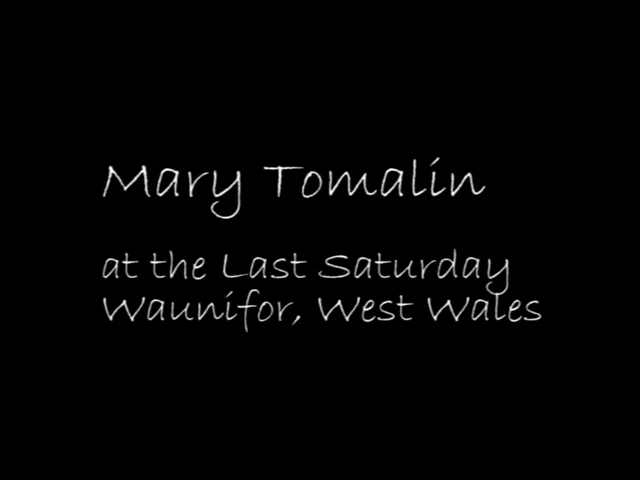 Mary Tomalin
at the Last Saturday
Waunifor, West Wales